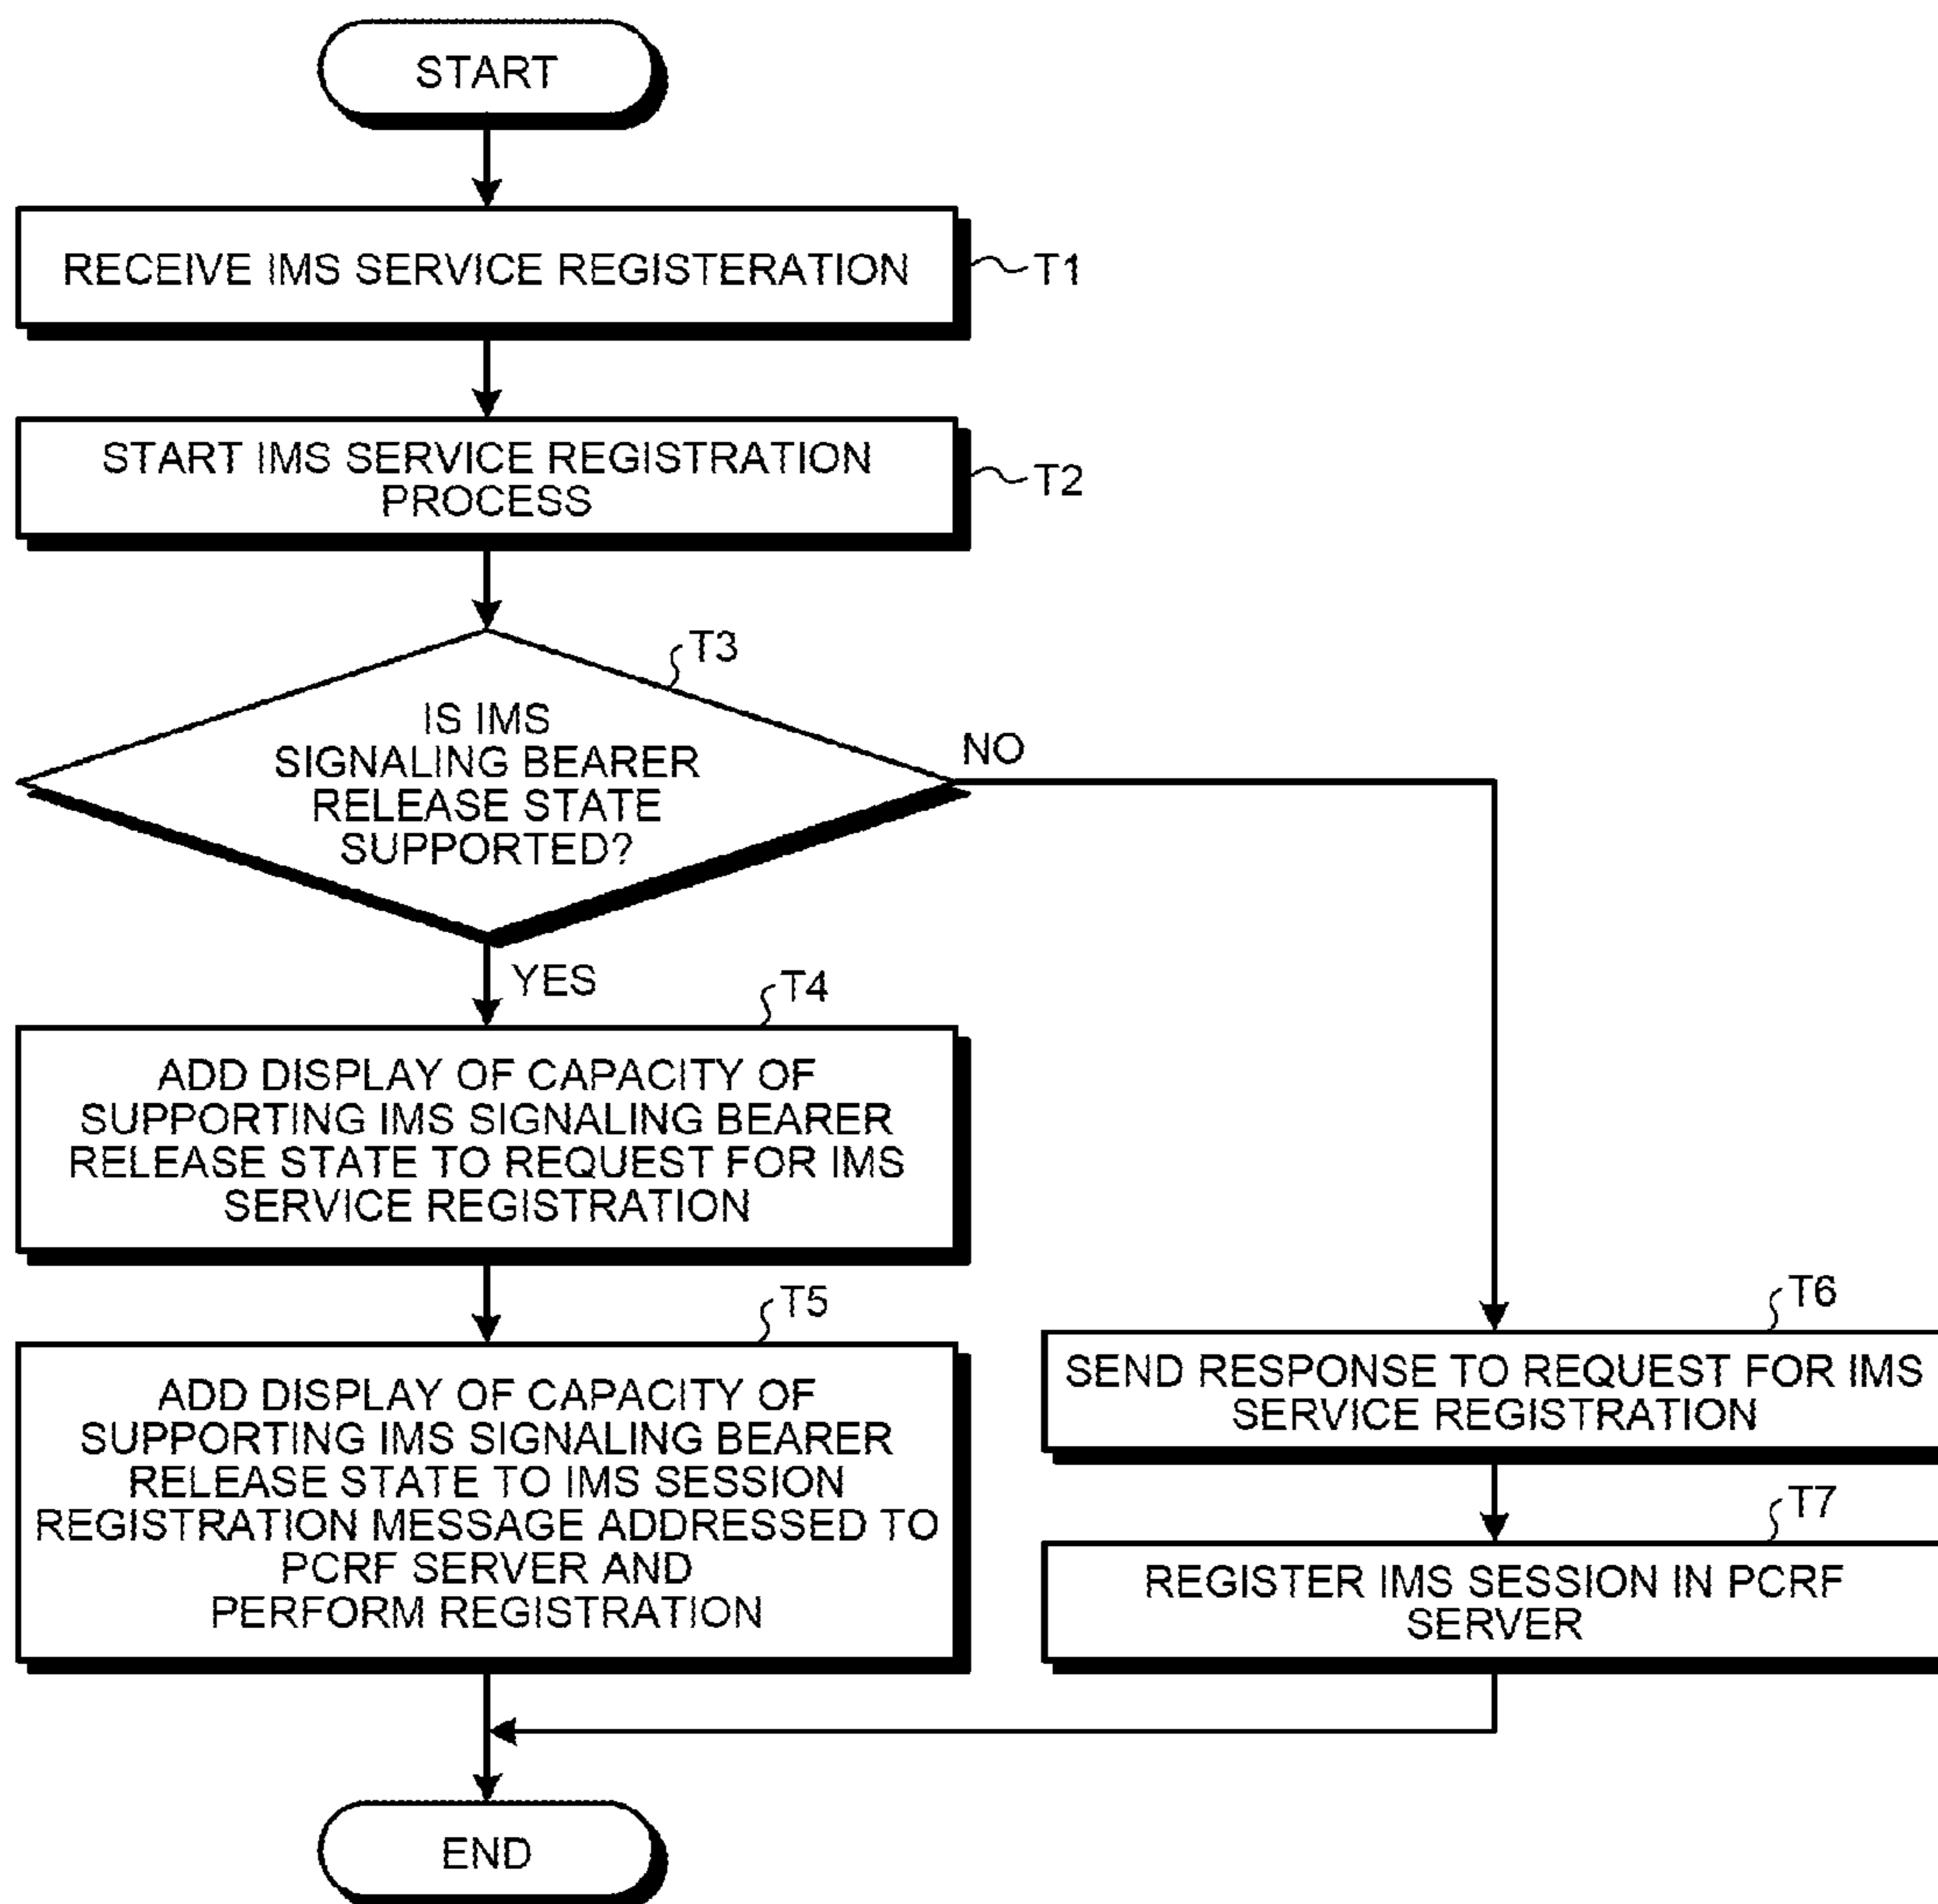 START
RECEIVE IMS SERVICE REGISTERATION
T1
START IMS SERVICE REGISTRATION
PROCESS
T2
T3
IS IMS
SIGNALING BEARER
RELEASE STATE
SUPPORTED?
NO
YES
T4
ADD DISPLAY OF CAPACITY OF
SUPPORTING IMS SIGNALING BEARER
RELEASE STATE TO REQUEST FOR IMS
SERVICE REGISTRATION
T5
ADD DISPLAY OF CAPACITY OF
SUPPORTING IMS SIGNALING BEARER
RELEASE STATE TO IMS SESSION
REGISTRATION MESSAGE ADDRESSED TO
PCRF SERVER AND
PERFORM REGISTRATION
T6
SEND RESPONSE TO REQUEST FOR IMS
SERVICE REGISTRATION
T7
REGISTER IMS SESSION IN PCRF
SERVER
END